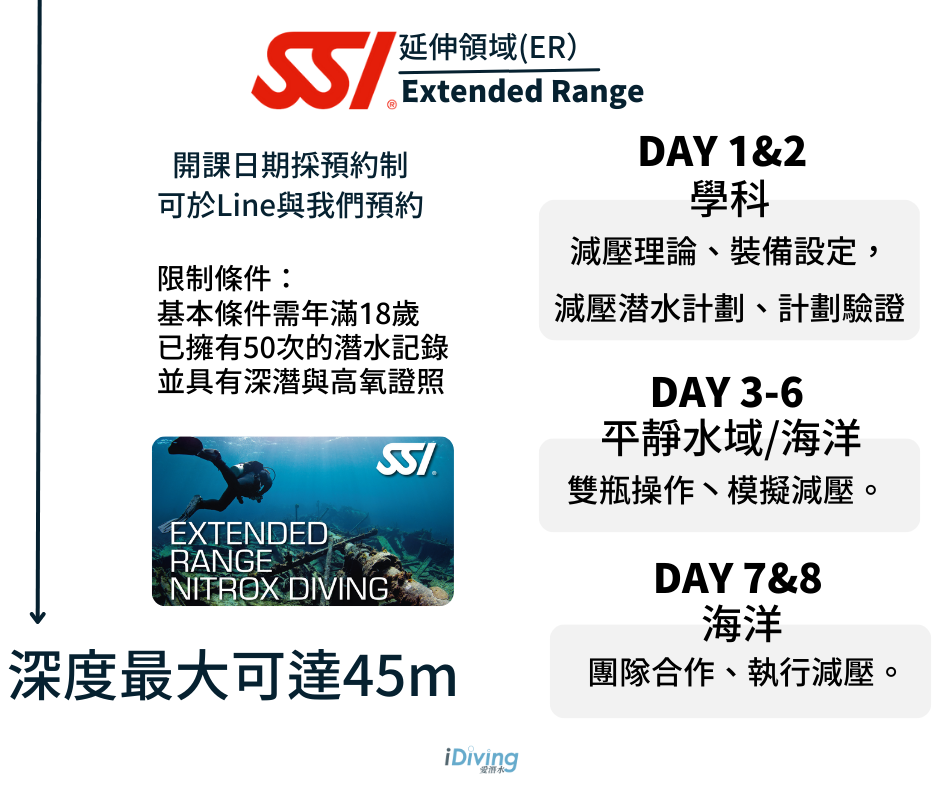 SSI®
延伸領域(ER）
Extended Range
開課日期採預約制
可於Line與我們預約
限制條件：
基本條件需年滿18歲
已擁有50次的潛水記錄
並具有深潛與高氧證照
SSI
EXTENDED
RANGE
NITROX DIVING
深度最大可達45m
DAY 1&2
學科
減壓理論、裝備設定，
減壓潛水計劃、計劃驗證
DAY 3-6
平靜水域/海洋
雙瓶操作、模擬減壓。
DAY 7&8
海洋
團隊合作、執行減壓。
iDiving
愛潛水